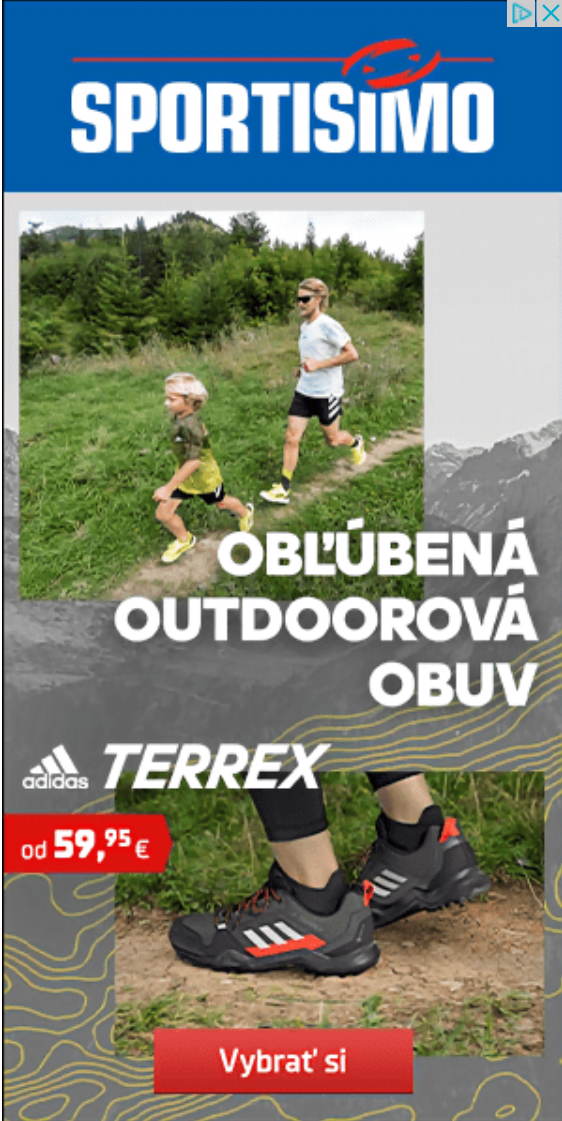 SPORTISIMO
OBĽÚBENÁ
OUTDOOROVÁ
OBUV
adidas TERREX
od 59,95 €
Vybrať si